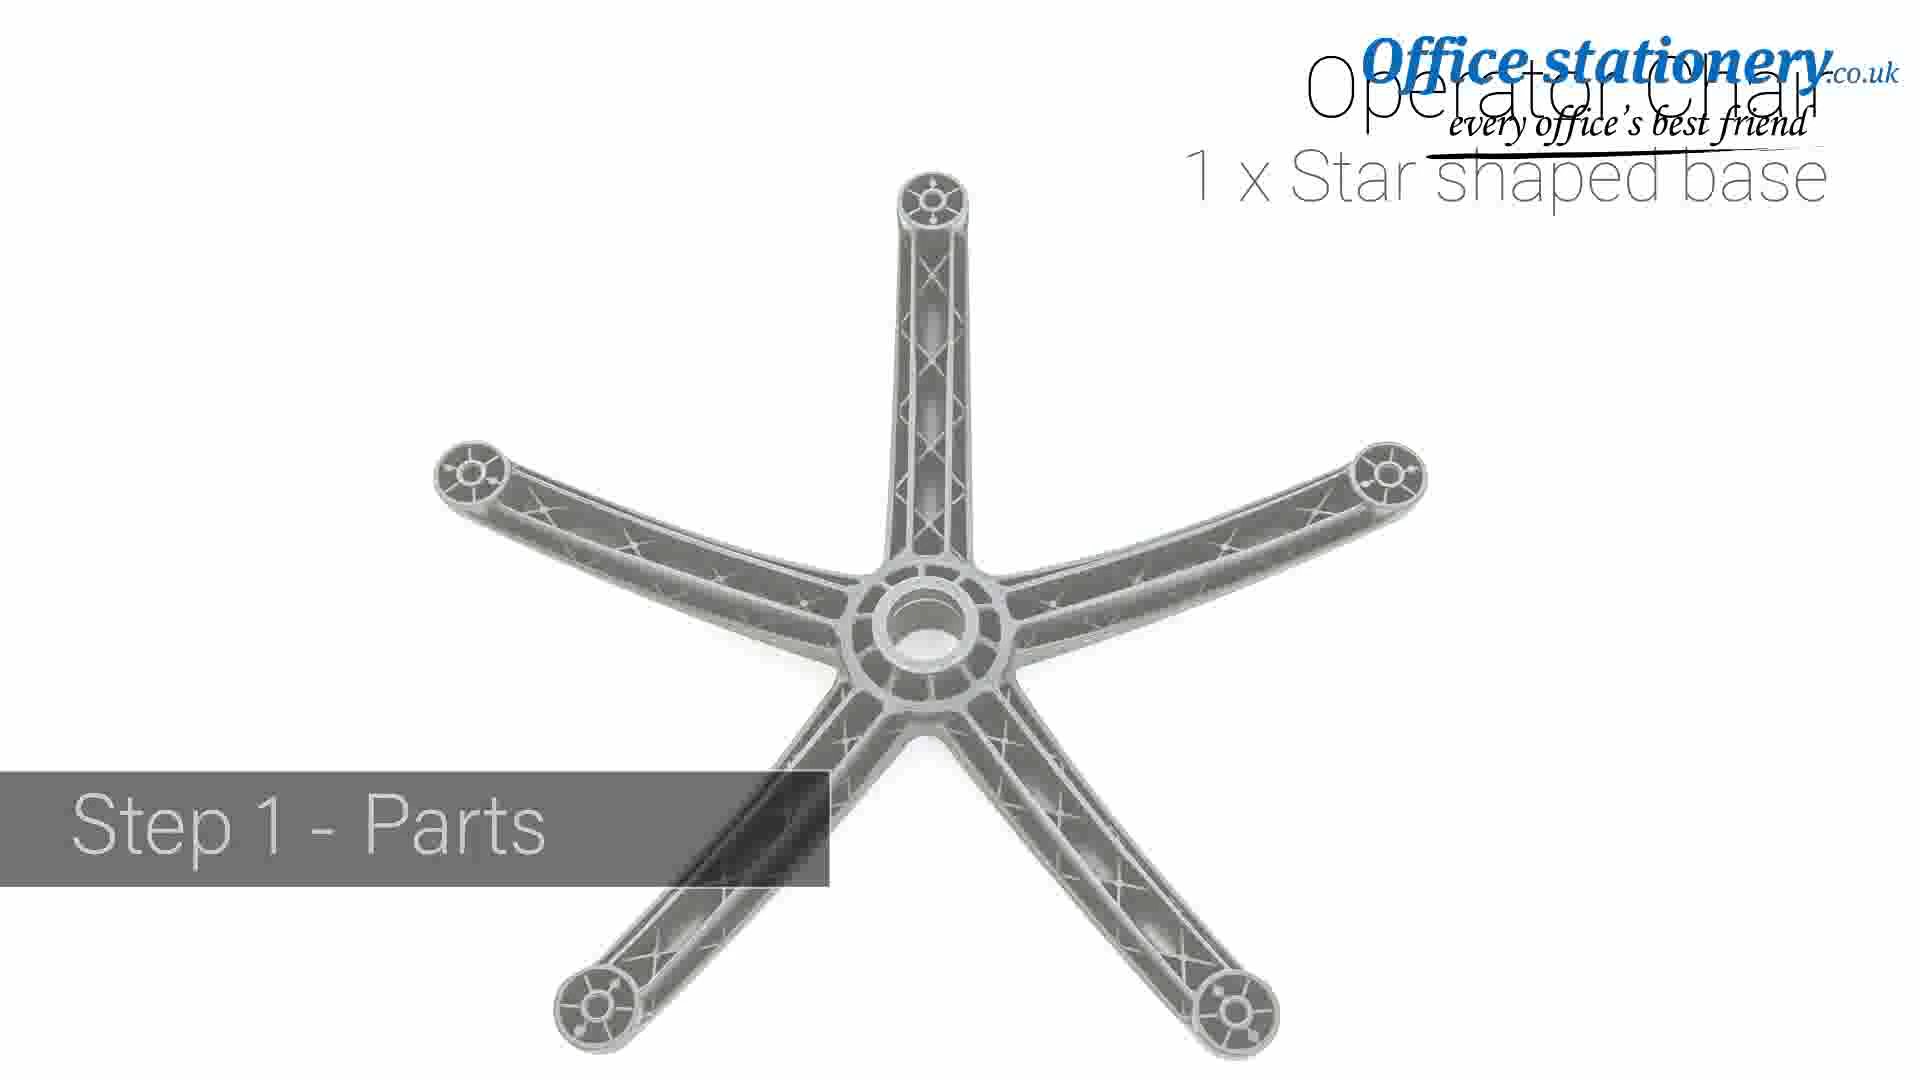 Office stationery.co.uk
Operator Chair
every office's best friend
1 x Star shaped base
Step 1 - Parts